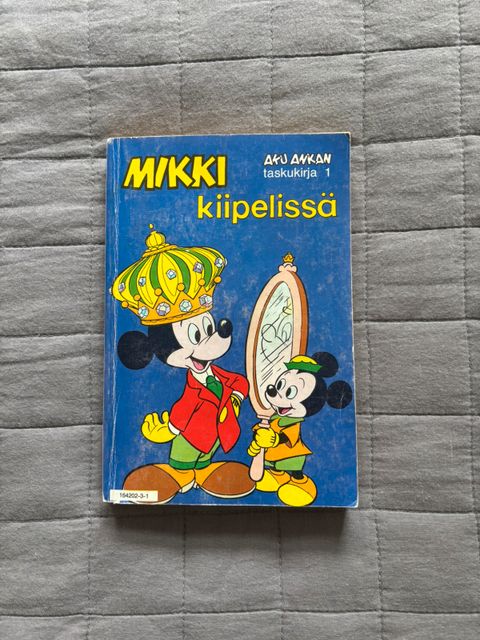 MIKKI
AKU ANKAN
taskukirja 1
kiipelissä
164202-3-1